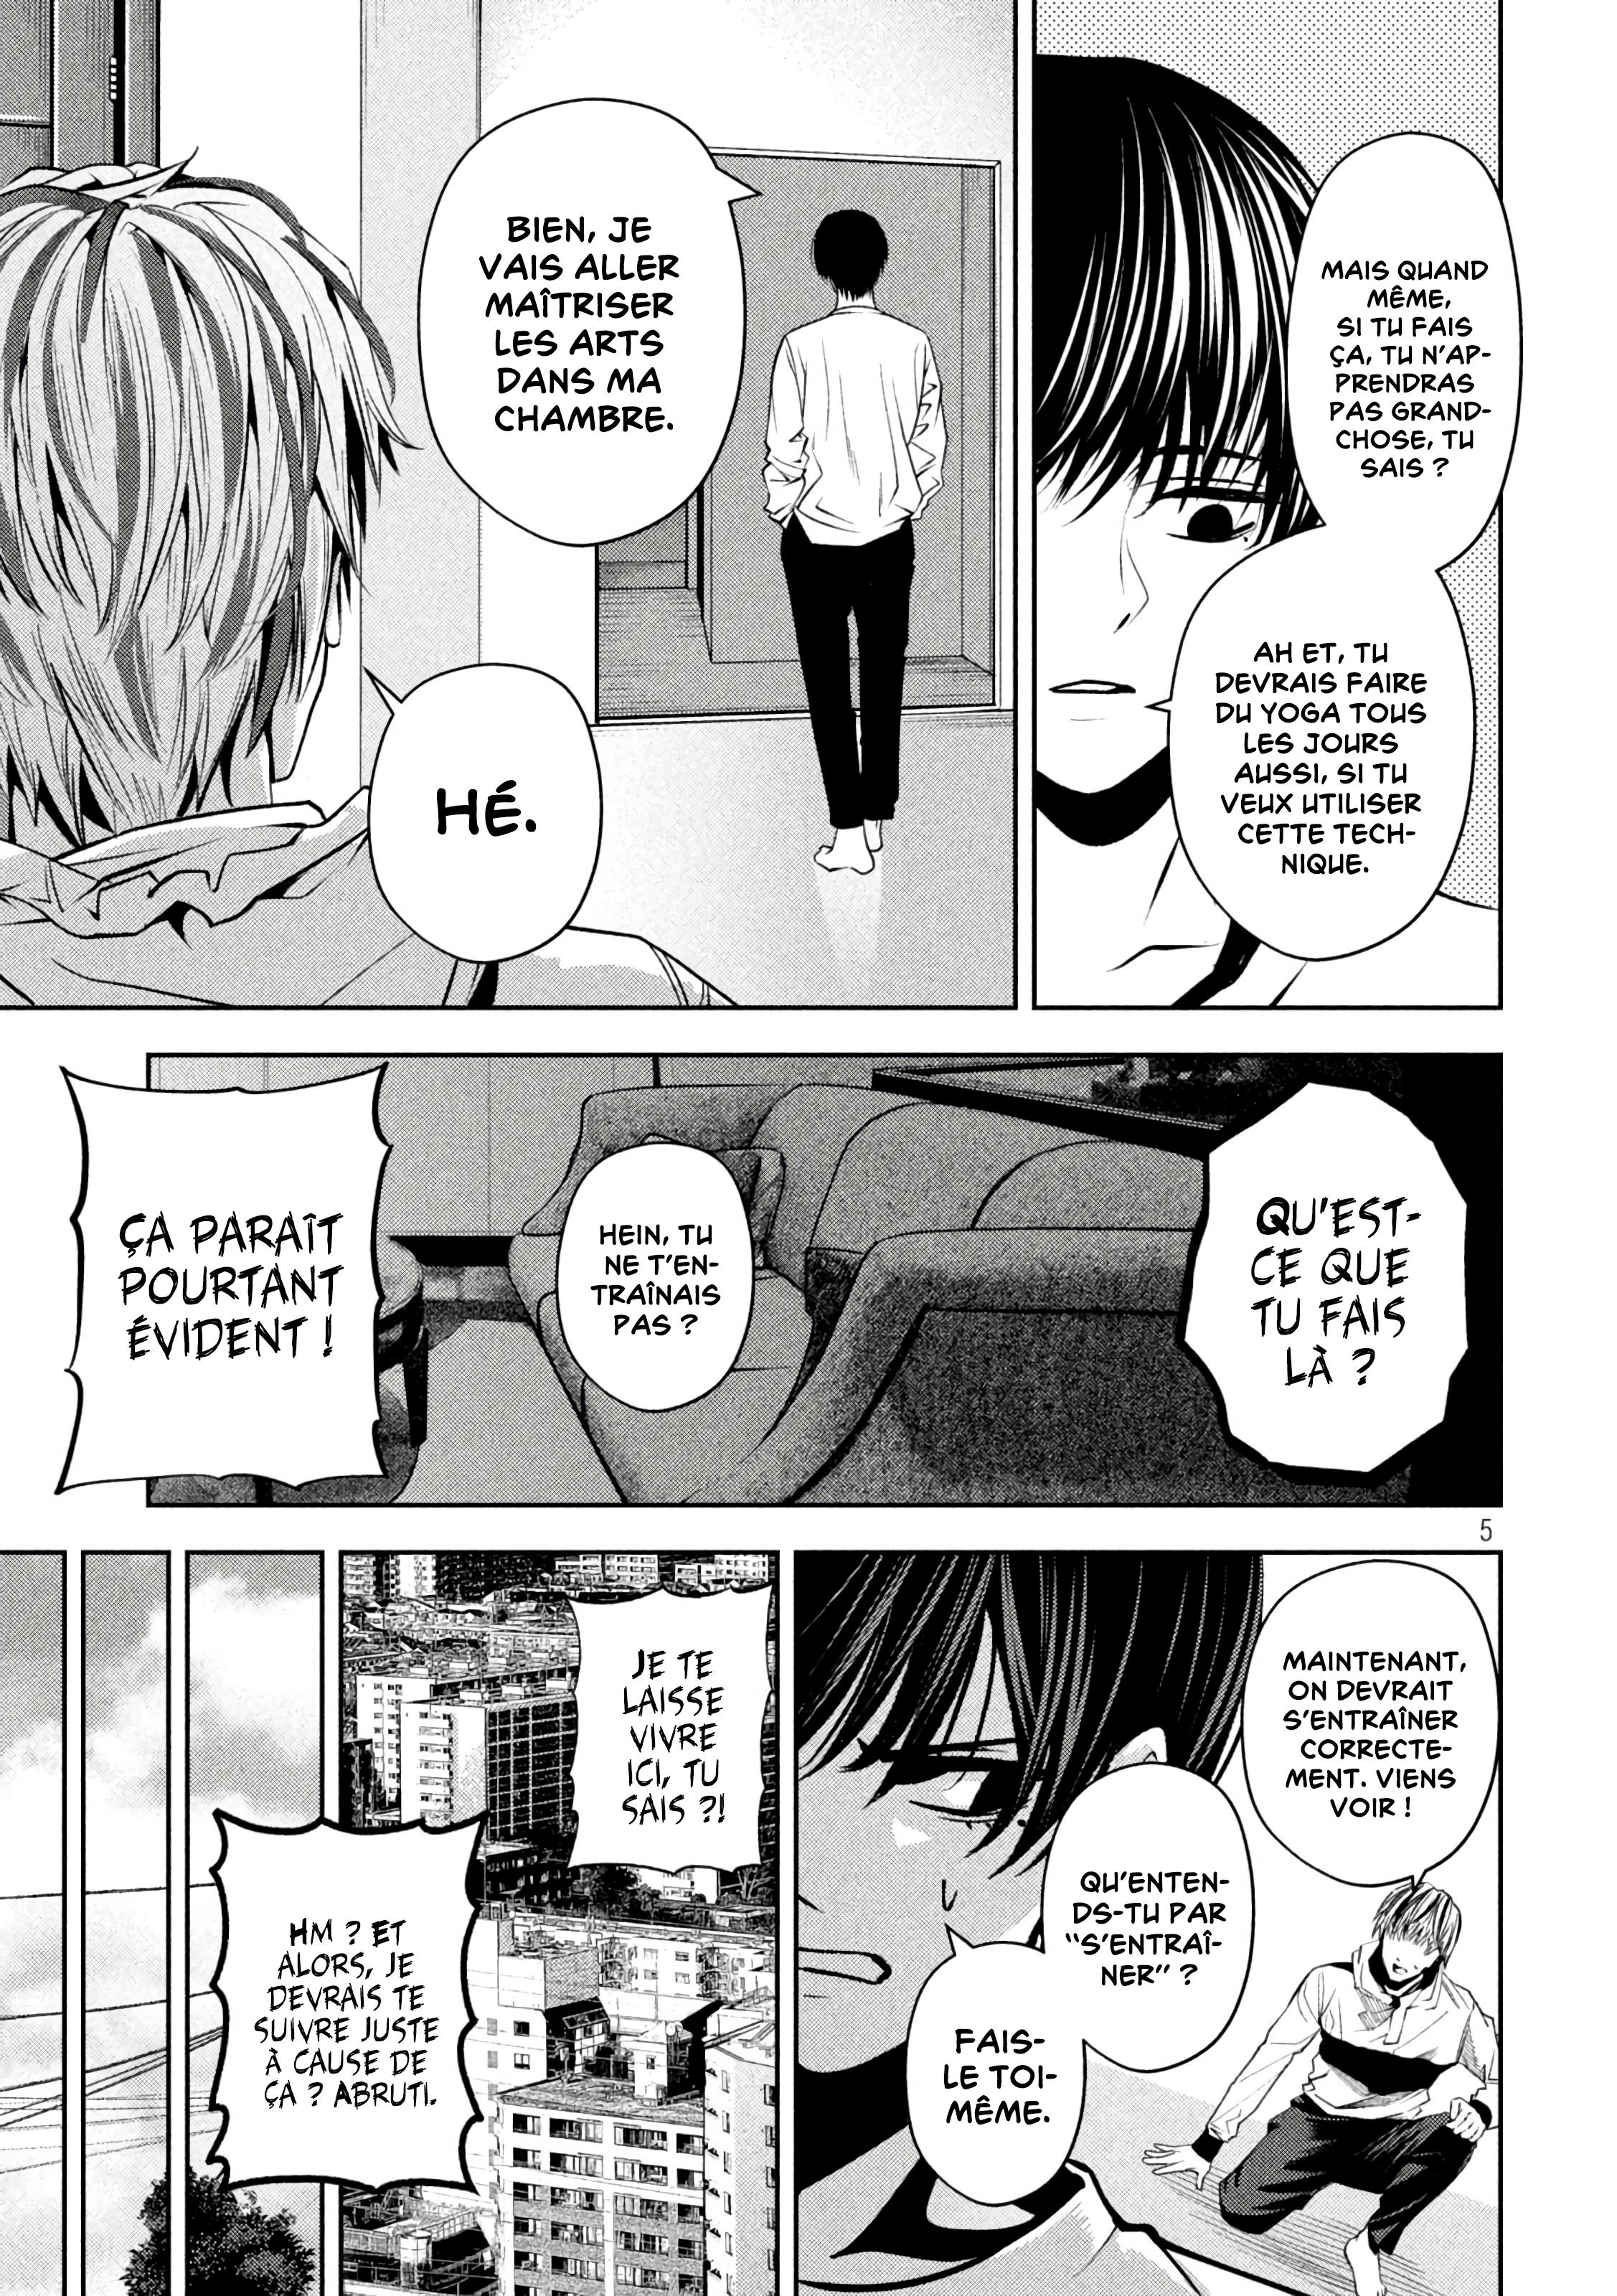 MAIS QUAND
MÊME,
SI TU FAIS
ÇA, TU N'AP-
PRENDRAS
PAS GRAND-
CHOSE, TU
SAIS ?
AH ET, TU
DEVRAIS FAIRE
DU YOGA TOUS
LES JOURS
AUSSI, SI TU
VEUX UTILISER
CETTE TECH-
NIQUE.
BIEN, JE
VAIS ALLER
MAÎTRISER
LES ARTS
DANS MA
CHAMBRE.
HÉ.
QU'EST-
CE QUE
TU FAIS
LÀ ?
HEIN, TU
NE T'EN-
TRAÎNAIS
PAS ?
ÇA PARAÎT
POURTANT
ÉVIDENT !
5
MAINTENANT,
ON DEVRAIT
S'ENTRAÎNER
CORRECTE-
MENT. VIENS
VOIR !
QU'ENTEN-
DS-TU PAR
"S'ENTRAÎ-
NER" ?
FAIS-
LE TOI-
MÊME.
JE TE
LAISSE
VIVRE
ICI, TU
SAIS ?!
HM ? ET
ALORS, JE
DEVRAIS TE
SUIVRE JUSTE
À CAUSE DE
ÇA ? ABRUTI.